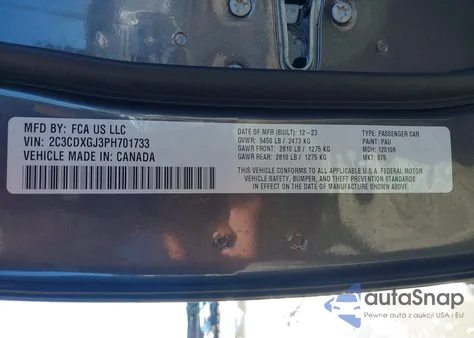 MFD BY: FCA US LLC
VIN: 2C3CDXGJ3PH701733
VEHICLE MADE IN: CANADA
DATE OF MFR (BUILT): 12-23
GVWR: 5450 LB / 2473 KG
GAWR FRONT: 2810 LB / 1275 KG
GAWR REAR: 2810 LB / 1275 KG
TYPE: PASSENGER CAR
PAINT: PAU
MDH: 120109
MKT: 875
THIS VEHICLE CONFORMS TO ALL APPLICABLE U.S.A. FEDERAL MOTOR
VEHICLE SAFETY, BUMPER, AND THEFT PREVENTION STANDARDS
IN EFFECT ON THE DATE OF MANUFACTURE SHOWN ABOVE.
autoSnap
Pewne auta z aukcji USA i EU